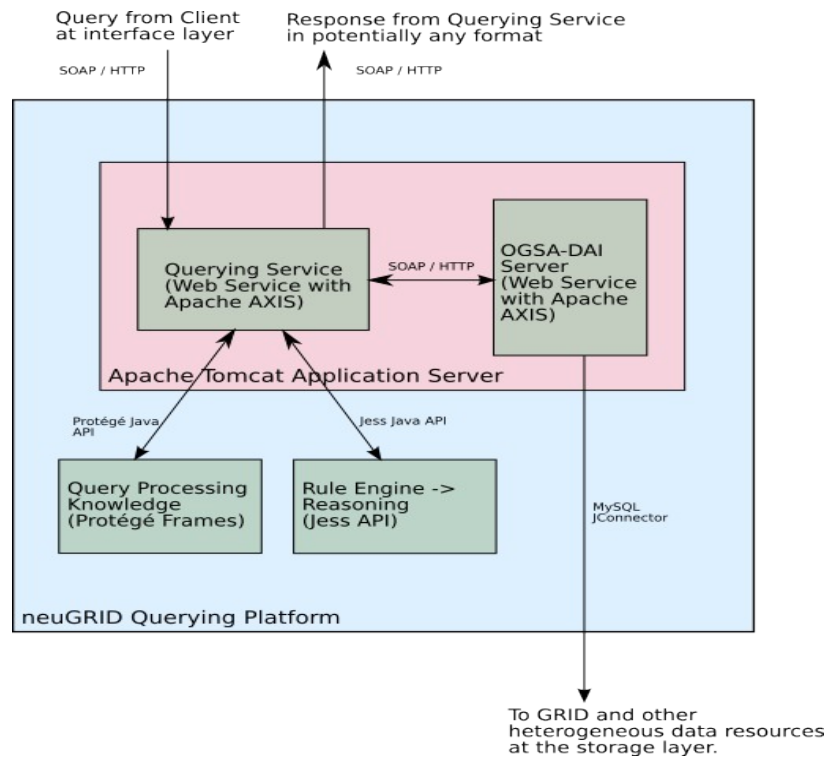 Query from Client
at interface layer
Response from Querying Service
in potentially any format
SOAP / HTTP
SOAP / HTTP
Querying Service
(Web Service with
Apache AXIS)
SOAP / HTTP
OGSA-DAI
Server
(Web Service
with Apache
AXIS)
Apache Tomcat Application Server
Protégé Java
API
Jess Java API
Query Processing
Knowledge
(Protégé Frames)
Rule Engine ->
Reasoning
(Jess API)
MySQL
JConnector
neuGRID Querying Platform
To GRID and other
heterogeneous data resources
at the storage layer.